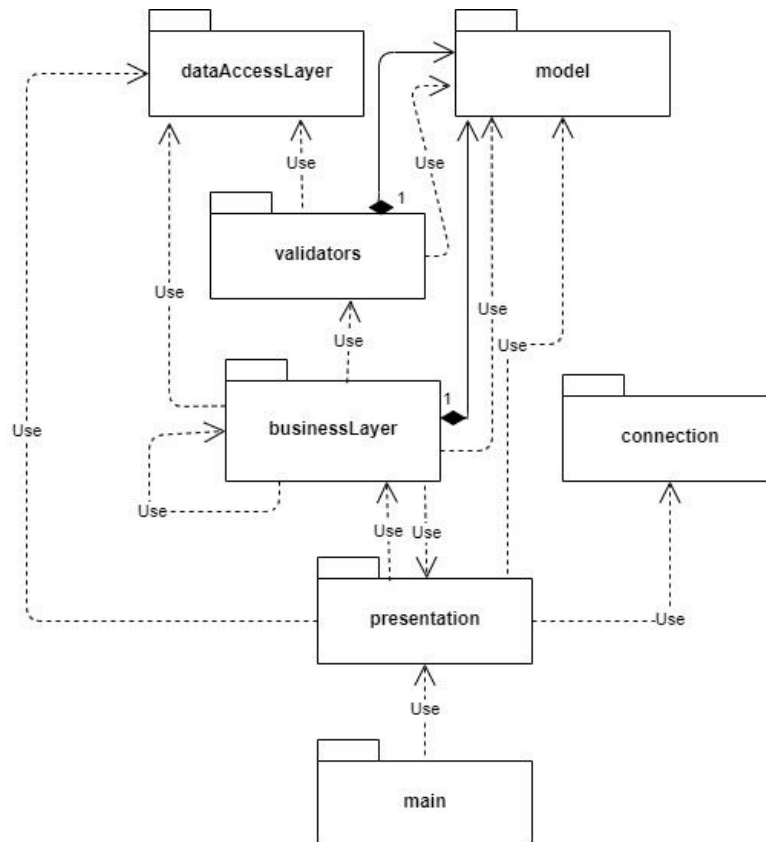 dataAccessLayer
model
Use
Use
1
validators
Use
Use
Use
Use
1
businessLayer
Use
connection
Use
Use
Use
Use
presentation
Use
Use
main